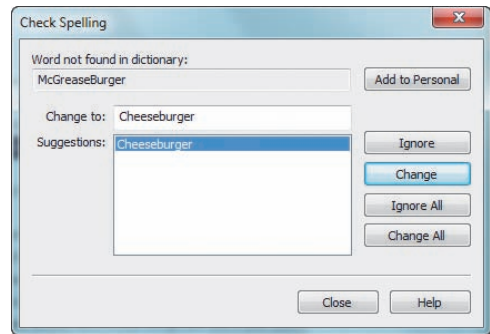 Check Spelling
Word not found in dictionary:
McGreaseBurger
Add to Personal
Change to: Cheeseburger
Suggestions: Cheeseburger
Ignore
Change
Ignore All
Change All
Close Help